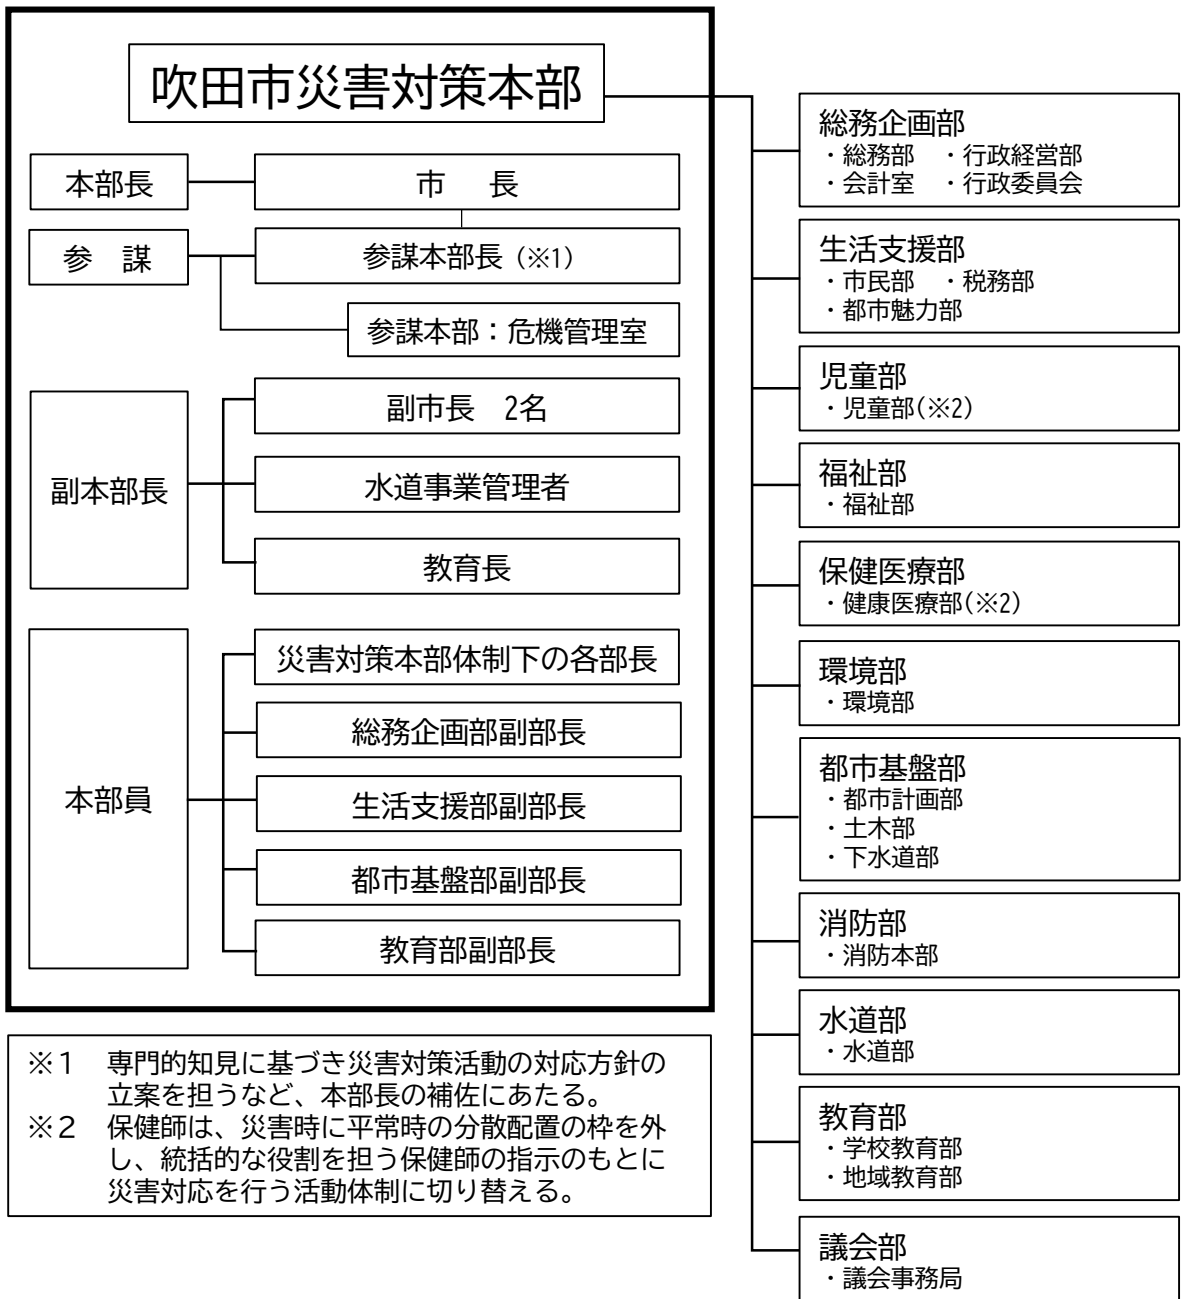 吹田市災害対策本部
本部長
市　長
参　謀
参謀本部長（※1）
参謀本部：危機管理室
副本部長
副市長　2名
水道事業管理者
教育長
本部員
災害対策本部体制下の各部長
総務企画部副部長
生活支援部副部長
都市基盤部副部長
教育部副部長
※１　専門的知見に基づき災害対策活動の対応方針の
立案を担うなど、本部長の補佐にあたる。
※２　保健師は、災害時に平常時の分散配置の枠を外
し、統括的な役割を担う保健師の指示のもとに
災害対応を行う活動体制に切り替える。
総務企画部
・総務部　・行政経営部
・会計室　・行政委員会
生活支援部
・市民部　・税務部
・都市魅力部
児童部
・児童部(※2)
福祉部
・福祉部
保健医療部
・健康医療部(※2)
環境部
・環境部
都市基盤部
・都市計画部
・土木部
・下水道部
消防部
・消防本部
水道部
・水道部
教育部
・学校教育部
・地域教育部
議会部
・議会事務局